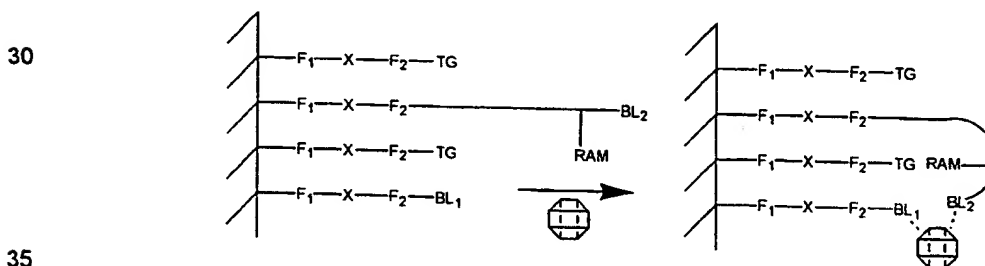 30
F₁—X—F₂—TG F₁—X—F₂—TG
F₁—X—F₂ BL₂ F₁—X—F₂
RAM
F₁—X—F₂—TG F₁—X—F₂—TG RAM
F₁—X—F₂—BL₁ F₁—X—F₂—BL₁ BL₂
35